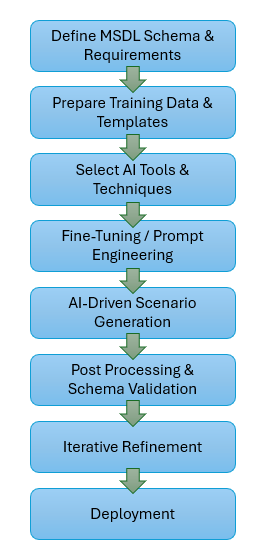 Define MSDL Schema &
Requirements
Prepare Training Data &
Templates
Select AI Tools &
Techniques
Fine-Tuning / Prompt
Engineering
AI-Driven Scenario
Generation
Post Processing &
Schema Validation
Iterative Refinement
Deployment